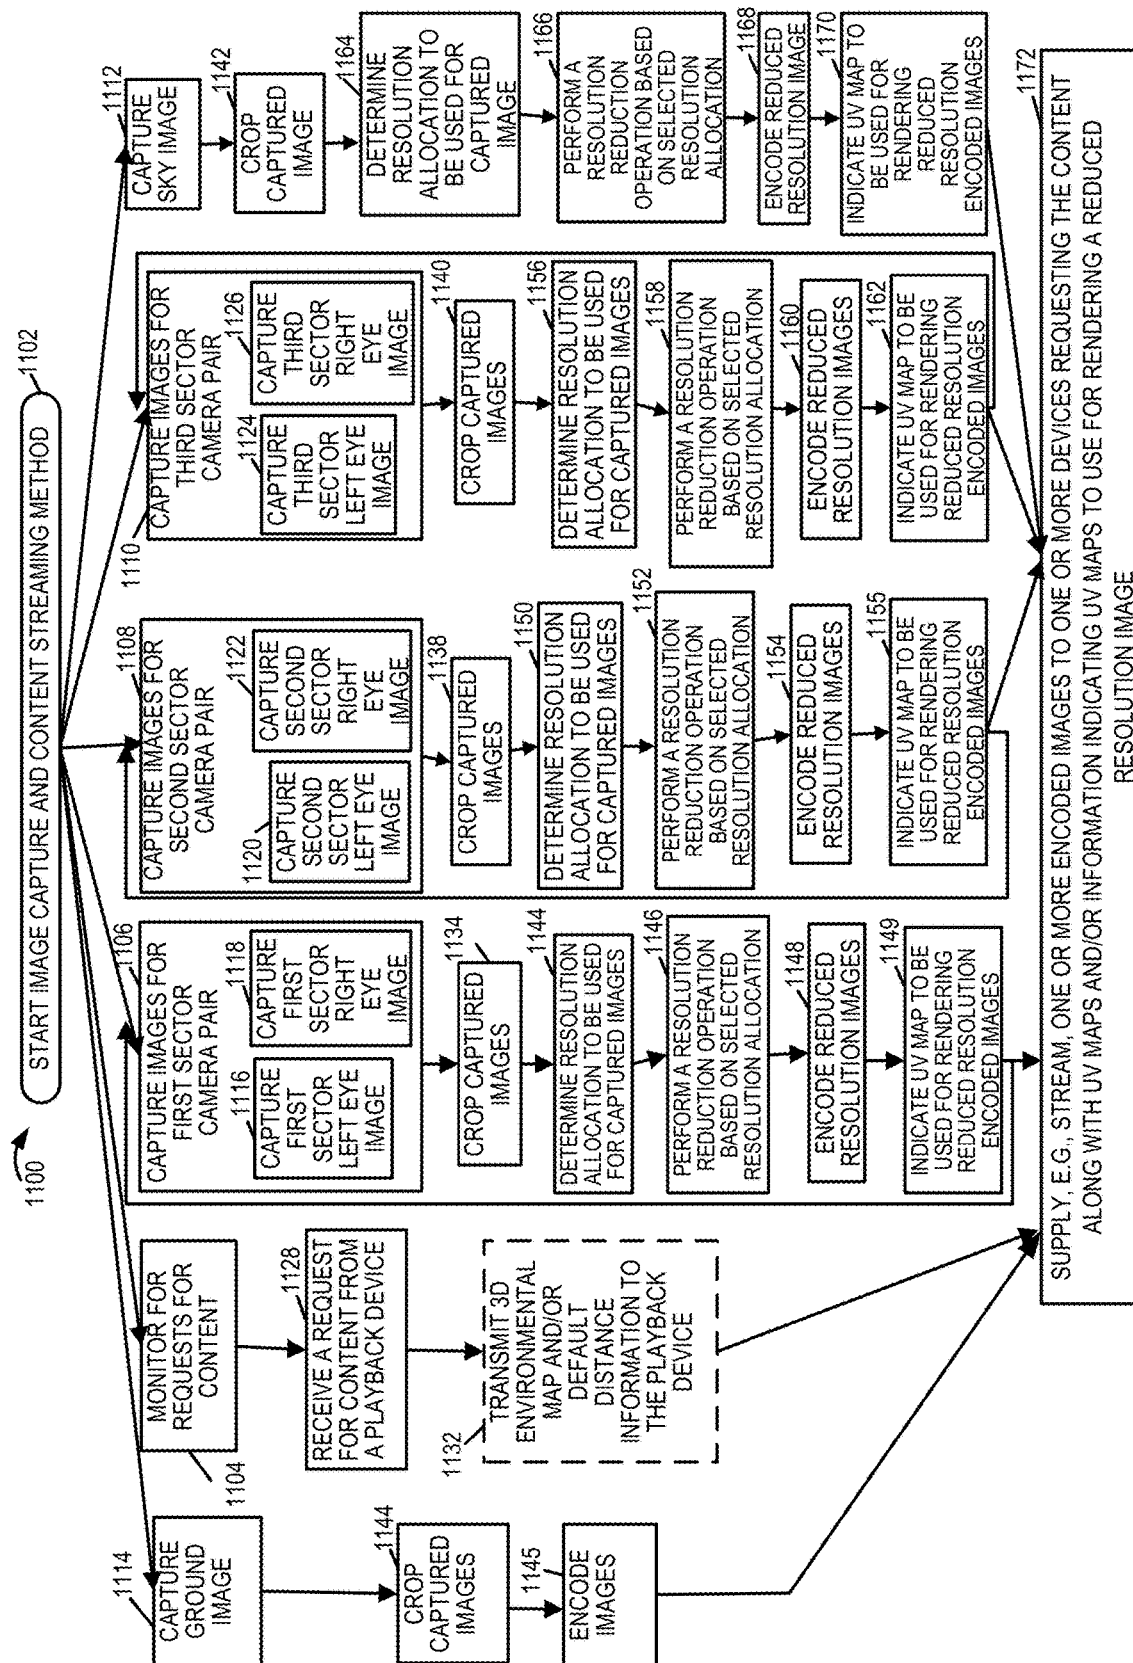 1100
START IMAGE CAPTURE AND CONTENT STREAMING METHOD
1102
1114
CAPTURE
GROUND
IMAGE
1144
CROP
CAPTURED
IMAGES
1145
ENCODE
IMAGES
MONITOR FOR
REQUESTS FOR
CONTENT
1104
1128
RECEIVE A REQUEST
FOR CONTENT FROM
A PLAYBACK DEVICE
1132
TRANSMIT 3D
ENVIRONMENTAL
MAP AND/OR
DEFAULT
DISTANCE
INFORMATION TO
THE PLAYBACK
DEVICE
1106
CAPTURE IMAGES FOR
FIRST SECTOR
CAMERA PAIR
1116
CAPTURE
FIRST
SECTOR
LEFT EYE
IMAGE
1118
CAPTURE
FIRST
SECTOR
RIGHT
EYE
IMAGE
1134
CROP CAPTURED
IMAGES
1144
DETERMINE RESOLUTION
ALLOCATION TO BE USED
FOR CAPTURED IMAGES
1146
PERFORM A RESOLUTION
REDUCTION OPERATION
BASED ON SELECTED
RESOLUTION ALLOCATION
1148
ENCODE REDUCED
RESOLUTION IMAGES
1149
INDICATE UV MAP TO BE
USED FOR RENDERING
REDUCED RESOLUTION
ENCODED IMAGES
1108
CAPTURE IMAGES FOR
SECOND SECTOR
CAMERA PAIR
1120
CAPTURE
SECOND
SECTOR
LEFT EYE
IMAGE
1122
CAPTURE
SECOND
SECTOR
RIGHT
EYE
IMAGE
1138
CROP CAPTURED
IMAGES
1150
DETERMINE RESOLUTION
ALLOCATION TO BE USED
FOR CAPTURED IMAGES
1152
PERFORM A RESOLUTION
REDUCTION OPERATION
BASED ON SELECTED
RESOLUTION ALLOCATION
1154
ENCODE REDUCED
RESOLUTION IMAGES
1155
INDICATE UV MAP TO BE
USED FOR RENDERING
REDUCED RESOLUTION
ENCODED IMAGES
1110
CAPTURE IMAGES FOR
THIRD SECTOR
CAMERA PAIR
1124
CAPTURE
THIRD
SECTOR
LEFT EYE
IMAGE
1126
CAPTURE
THIRD
SECTOR
RIGHT
EYE
IMAGE
1140
CROP CAPTURED
IMAGES
1156
DETERMINE RESOLUTION
ALLOCATION TO BE USED
FOR CAPTURED IMAGES
1158
PERFORM A RESOLUTION
REDUCTION OPERATION
BASED ON SELECTED
RESOLUTION ALLOCATION
1160
ENCODE REDUCED
RESOLUTION IMAGES
1162
INDICATE UV MAP TO BE
USED FOR RENDERING
REDUCED RESOLUTION
ENCODED IMAGES
1112
CAPTURE
SKY IMAGE
1142
CROP
CAPTURED
IMAGE
1164
DETERMINE
RESOLUTION
ALLOCATION TO
BE USED FOR
CAPTURED
IMAGE
1166
PERFORM A
RESOLUTION
REDUCTION
OPERATION BASED
ON SELECTED
RESOLUTION
ALLOCATION
1168
ENCODE REDUCED
RESOLUTION IMAGE
1170
INDICATE UV MAP TO
BE USED FOR
RENDERING
REDUCED
RESOLUTION
ENCODED IMAGES
1172
SUPPLY, E.G., STREAM, ONE OR MORE ENCODED IMAGES TO ONE OR MORE DEVICES REQUESTING THE CONTENT
ALONG WITH UV MAPS AND/OR INFORMATION INDICATING UV MAPS TO USE FOR RENDERING A REDUCED
RESOLUTION IMAGE